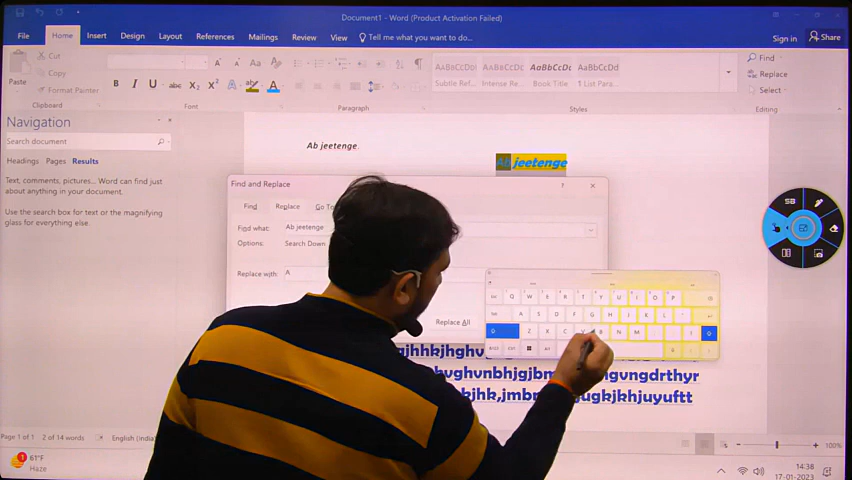 Document1 - Word (Product Activation Failed)
File Home Insert Design Layout References Mailings Review View Tell me what you want to do... Sign in Share
Cut
Copy
Format Painter
Paste
Clipboard Font Paragraph Styles Editing
AaBbCcDd AaBbCcDd AaBbCcDd AaBbCcDd
Subtle Ref... Intense Re... Book Title 1 List Para...
Find
Replace
Select
Navigation
Search document
Headings Pages Results
Text, comments, pictures... Word can find just about anything in your document.
Use the search box for text or the magnifying glass for everything else.
Ab jeetenge.
Ab jeetenge
Find and Replace
Find Replace Go To
Find what: Ab jeetenge
Options: Search Down
Replace with: A
Replace All
Q W E R T Y U I O P
A S D F G H J K L
Z X C V B N M
SB
Page 1 of 1 2 of 14 words English (India)
100%
61°F
Haze
14:38
17-01-2023